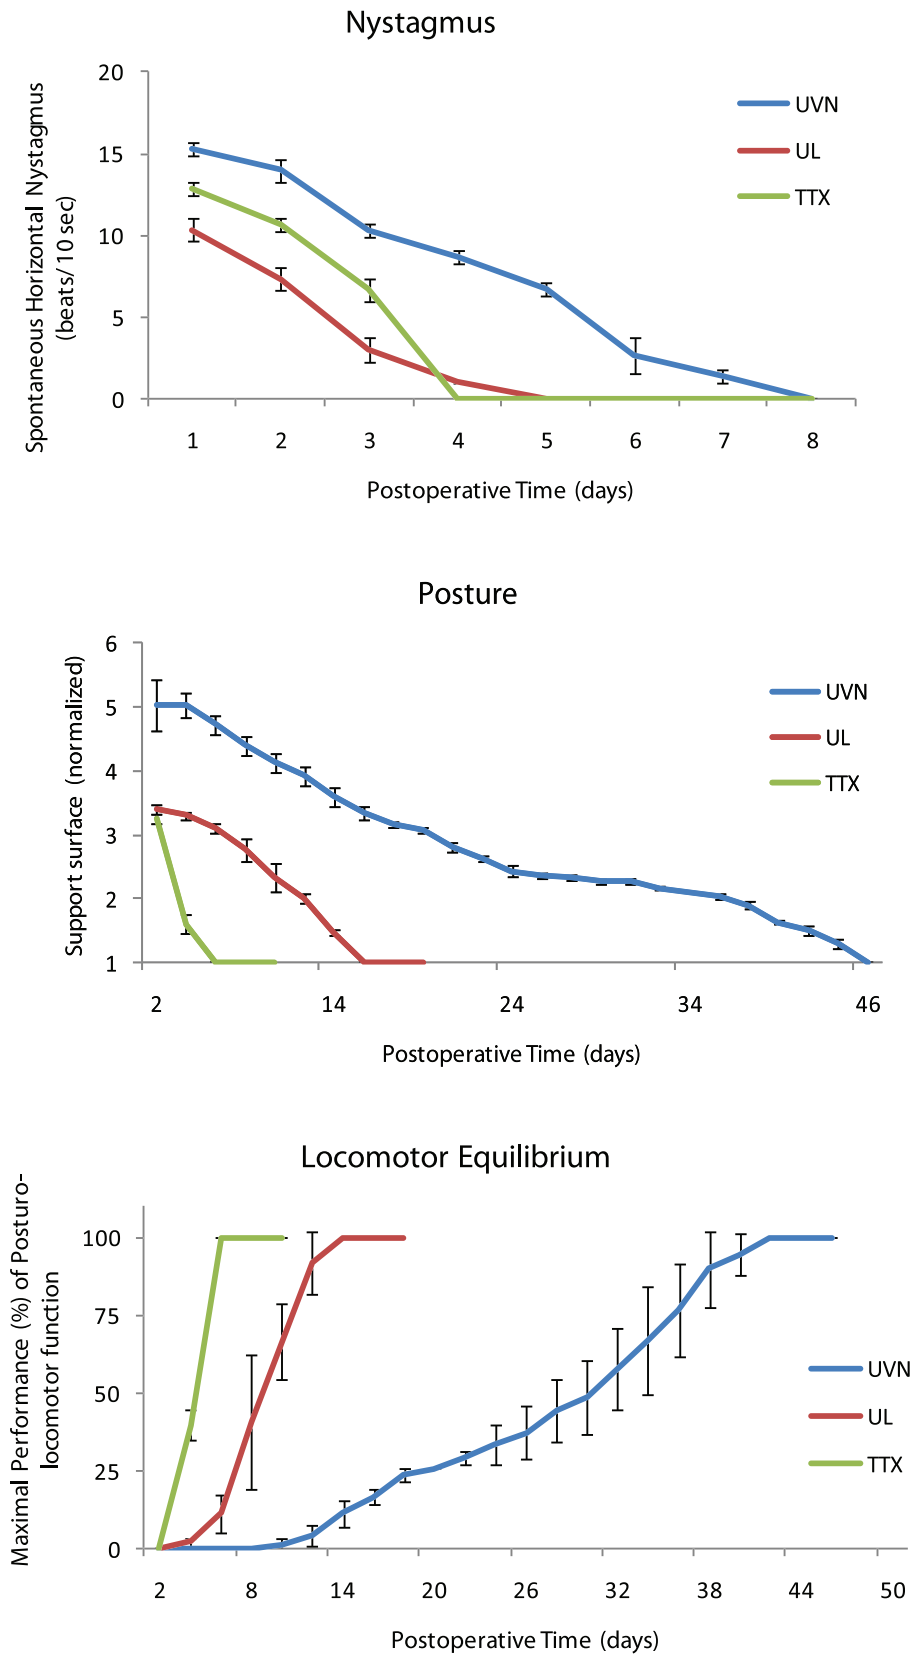 Nystagmus
Spontaneous Horizontal Nystagmus
(beats/10 sec)
20
15
10
5
0
UVN
UL
TTX
1 2 3 4 5 6 7 8
Postoperative Time (days)
Posture
Support surface (normalized)
6
5
4
3
2
1
UVN
UL
TTX
2 14 24 34 46
Postoperative Time (days)
Locomotor Equilibrium
Maximal Performance (%) of Posturo-
locomotor function
100
75
50
25
0
UVN
UL
TTX
2 8 14 20 26 32 38 44 50
Postoperative Time (days)